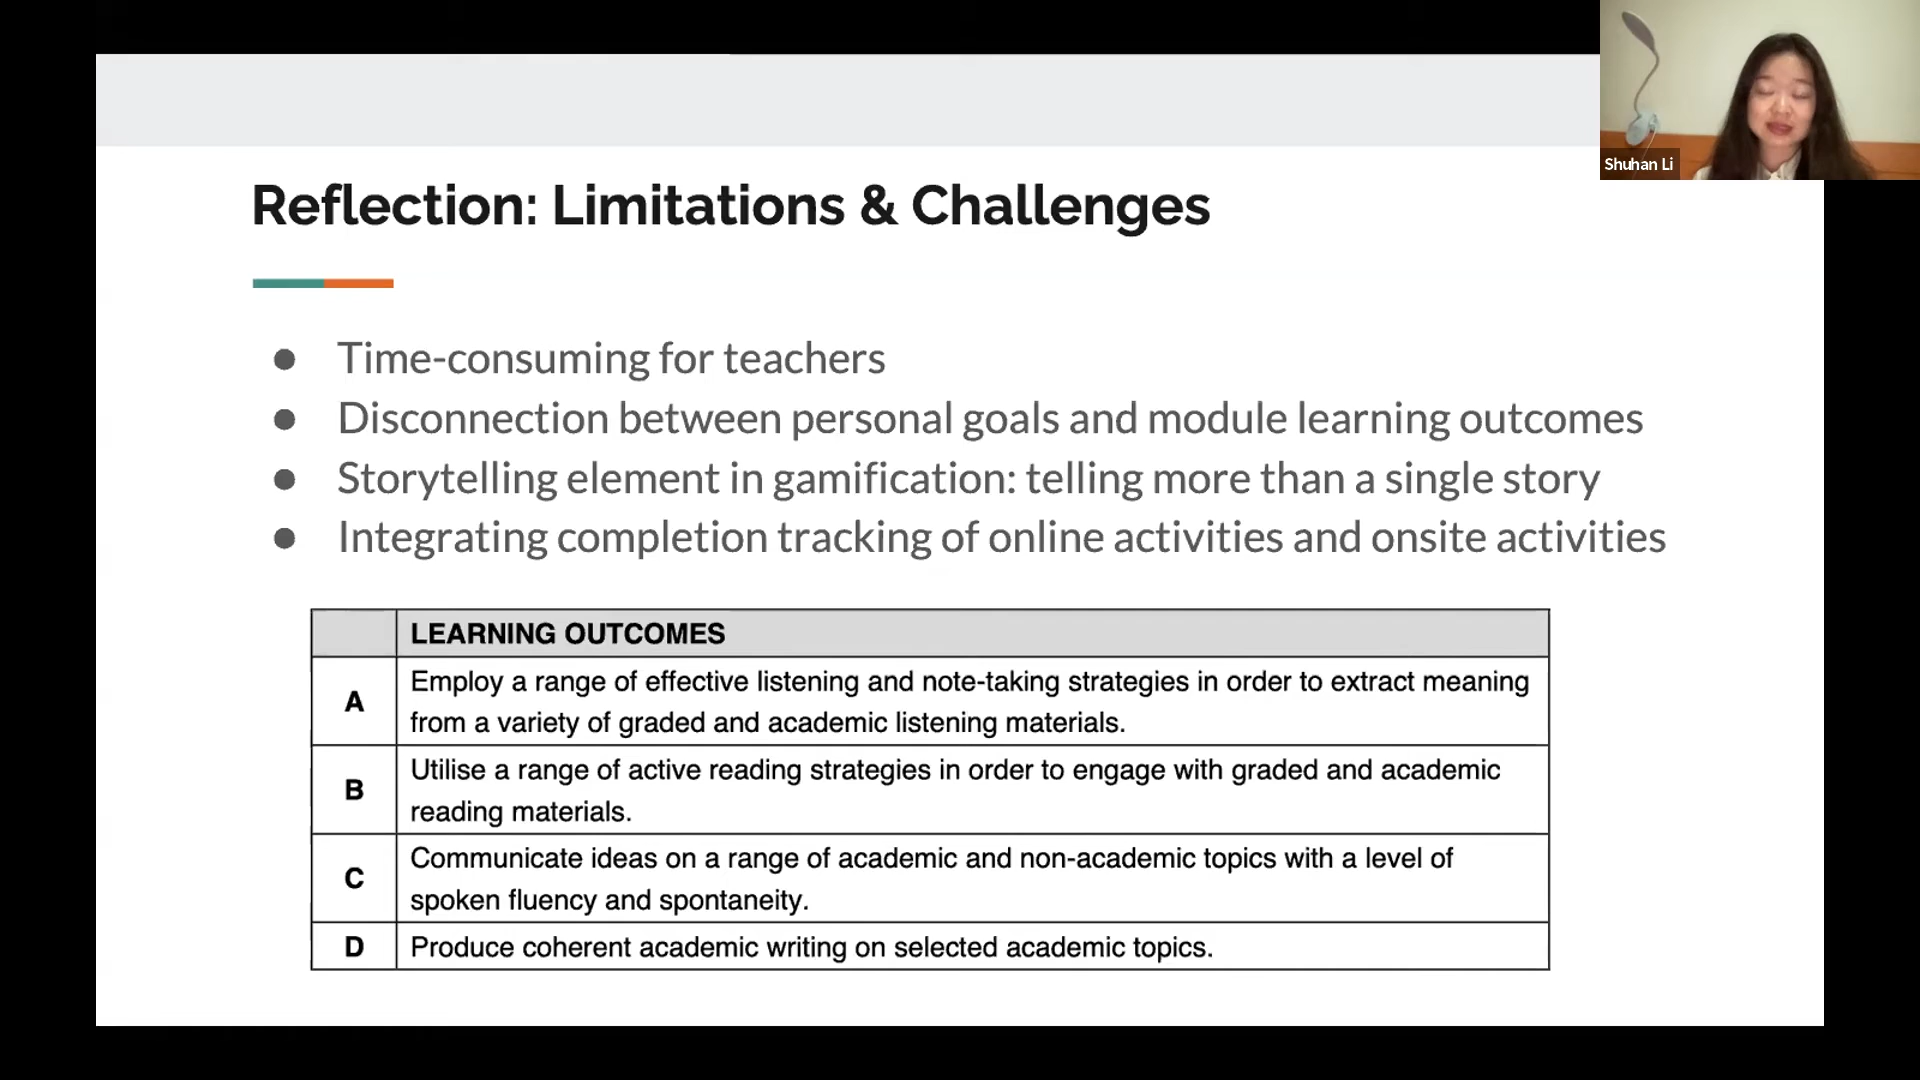 Shuhan Li
Reflection: Limitations & Challenges
● Time-consuming for teachers
● Disconnection between personal goals and module learning outcomes
● Storytelling element in gamification: telling more than a single story
● Integrating completion tracking of online activities and onsite activities
LEARNING OUTCOMES
A
Employ a range of effective listening and note-taking strategies in order to extract meaning
from a variety of graded and academic listening materials.
B
Utilise a range of active reading strategies in order to engage with graded and academic
reading materials.
C
Communicate ideas on a range of academic and non-academic topics with a level of
spoken fluency and spontaneity.
D
Produce coherent academic writing on selected academic topics.